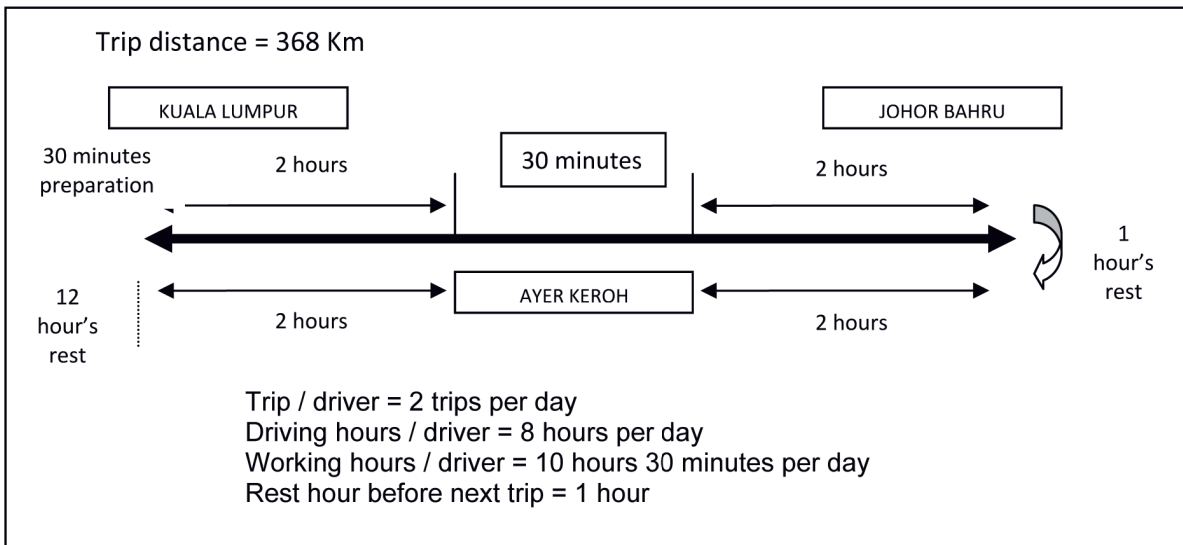 Trip distance = 368 Km
KUALA LUMPUR
JOHOR BAHRU
30 minutes
preparation
2 hours
30 minutes
2 hours
1
hour's
rest
12
hour's
rest
2 hours
AYER KEROH
2 hours
Trip / driver = 2 trips per day
Driving hours / driver = 8 hours per day
Working hours / driver = 10 hours 30 minutes per day
Rest hour before next trip = 1 hour